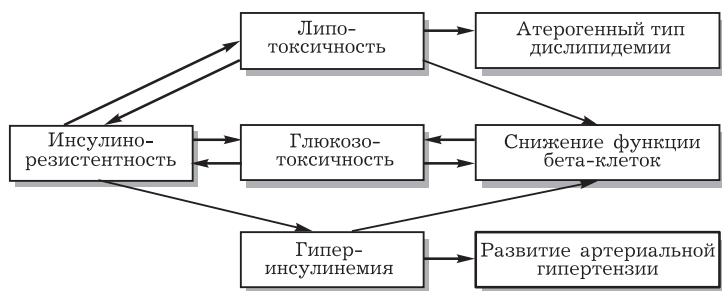 Липо-
токсичность
Атерогенный тип
дислипидемии
Инсулино-
резистентность
Глюкозо-
токсичность
Снижение функции
бета-клеток
Гипер-
инсулинемия
Развитие артериальной
гипертензии